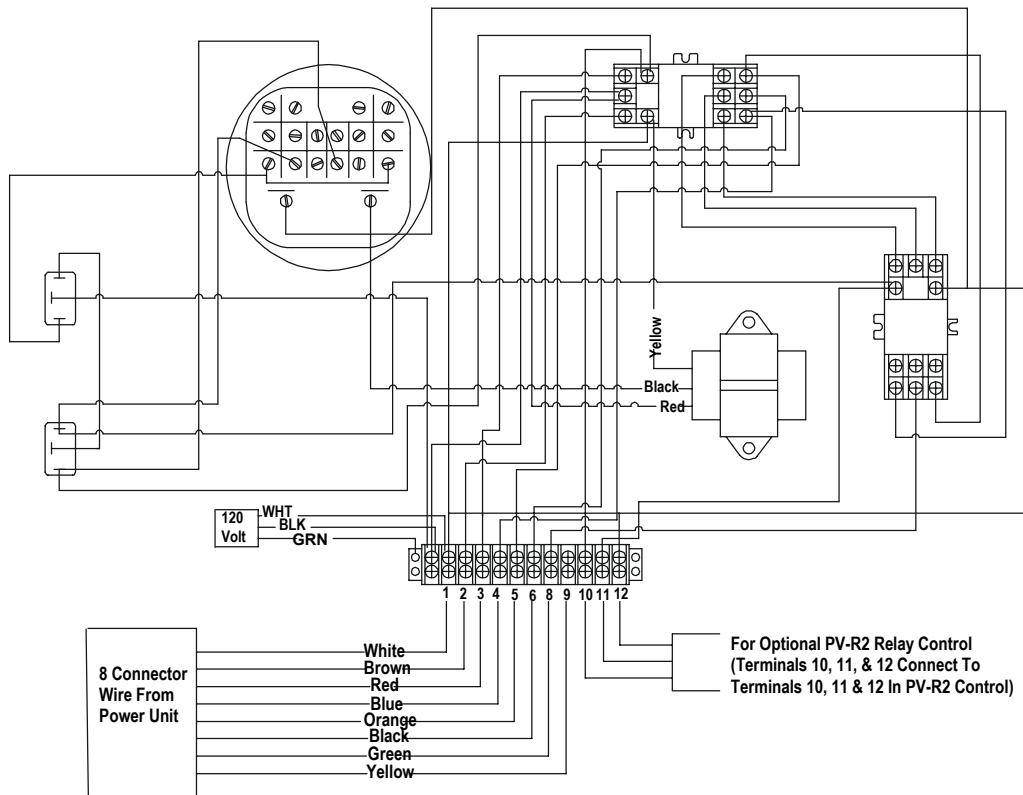 Yellow
Black
Red
120
Volt
WHT
BLK
GRN
1 2 3 4 5 6 8 9 10 11 12
8 Connector
Wire From
Power Unit
White
Brown
Red
Blue
Orange
Black
Green
Yellow
For Optional PV-R2 Relay Control
(Terminals 10, 11, & 12 Connect To
Terminals 10, 11 & 12 In PV-R2 Control)